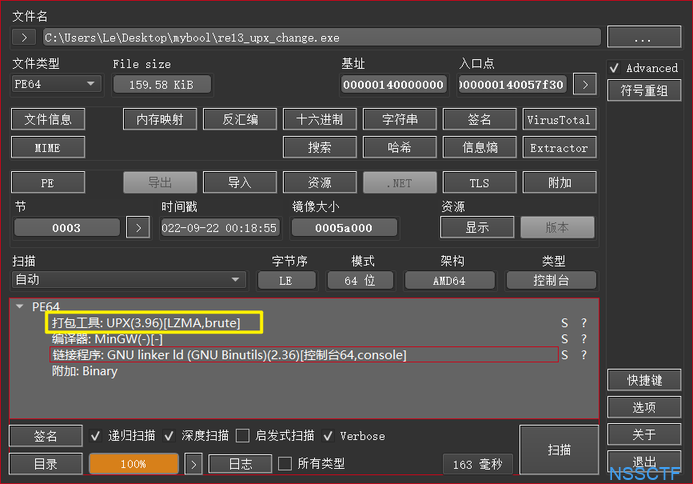 文件名
> C:\Users\Le\Desktop\mybool\re13_upx_change.exe ...
文件类型 File size 基址 入口点 ✓ Advanced
PE64 159.58 KiB 00000140000000 000000140057f30 > 符号重组
文件信息 内存映射 反汇编 十六进制 字符串 签名 VirusTotal
MIME 搜索 哈希 信息熵 Extractor
PE 导出 导入 资源 .NET TLS 附加
节 时间戳 镜像大小 资源
0003 > 022-09-22 00:18:55 0005a000 显示 版本
扫描 字节序 模式 架构 类型
自动 LE 64 位 AMD64 控制台
PE64
打包工具: UPX(3.96)[LZMA,brute] S ?
编译器: MinGW(-)[-] S ?
链接程序: GNU linker ld (GNU Binutils)(2.36)[控制台64,console] S ?
附加: Binary
快捷键
选项
签名 ✓ 递归扫描 ✓ 深度扫描 启发式扫描 ✓ Verbose 扫描 关于
目录 100% > 日志 所有类型 163 毫秒 退出
NSSCTF